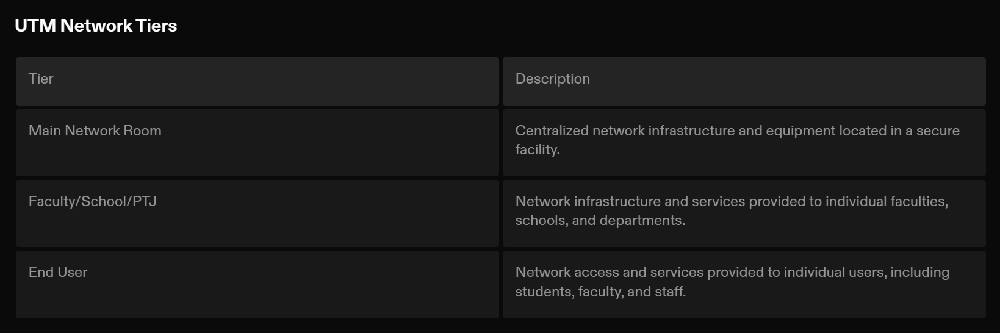 UTM Network Tiers
Tier
Description
Main Network Room
Centralized network infrastructure and equipment located in a secure
facility.
Faculty/School/PTJ
Network infrastructure and services provided to individual faculties,
schools, and departments.
End User
Network access and services provided to individual users, including
students, faculty, and staff.